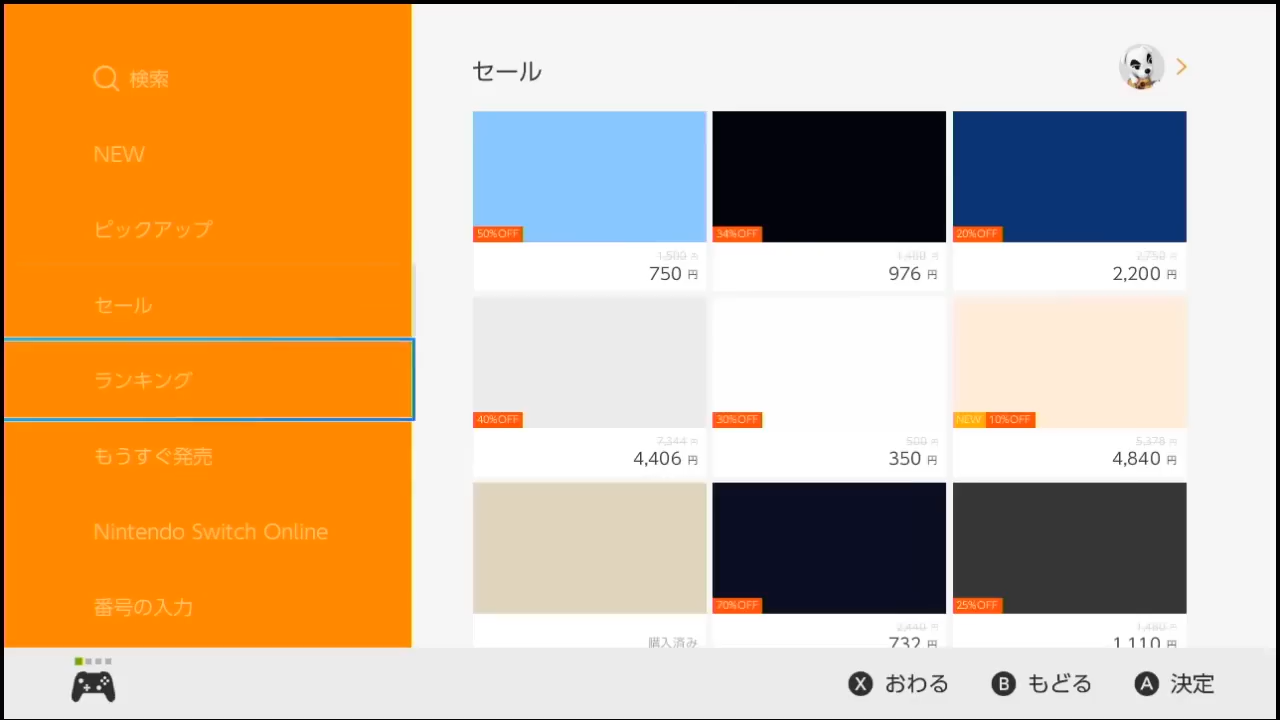 検索
NEW
ピックアップ
セール
ランキング
もうすぐ発売
Nintendo Switch Online
番号の入力
セール
50%OFF
1,500 円
750 円
34%OFF
1,480 円
976 円
20%OFF
2,750 円
2,200 円
40%OFF
7,344 円
4,406 円
30%OFF
500 円
350 円
NEW 10%OFF
5,378 円
4,840 円
購入済み
70%OFF
2,440 円
732 円
25%OFF
1,480 円
1,110 円
X おわる B もどる A 決定